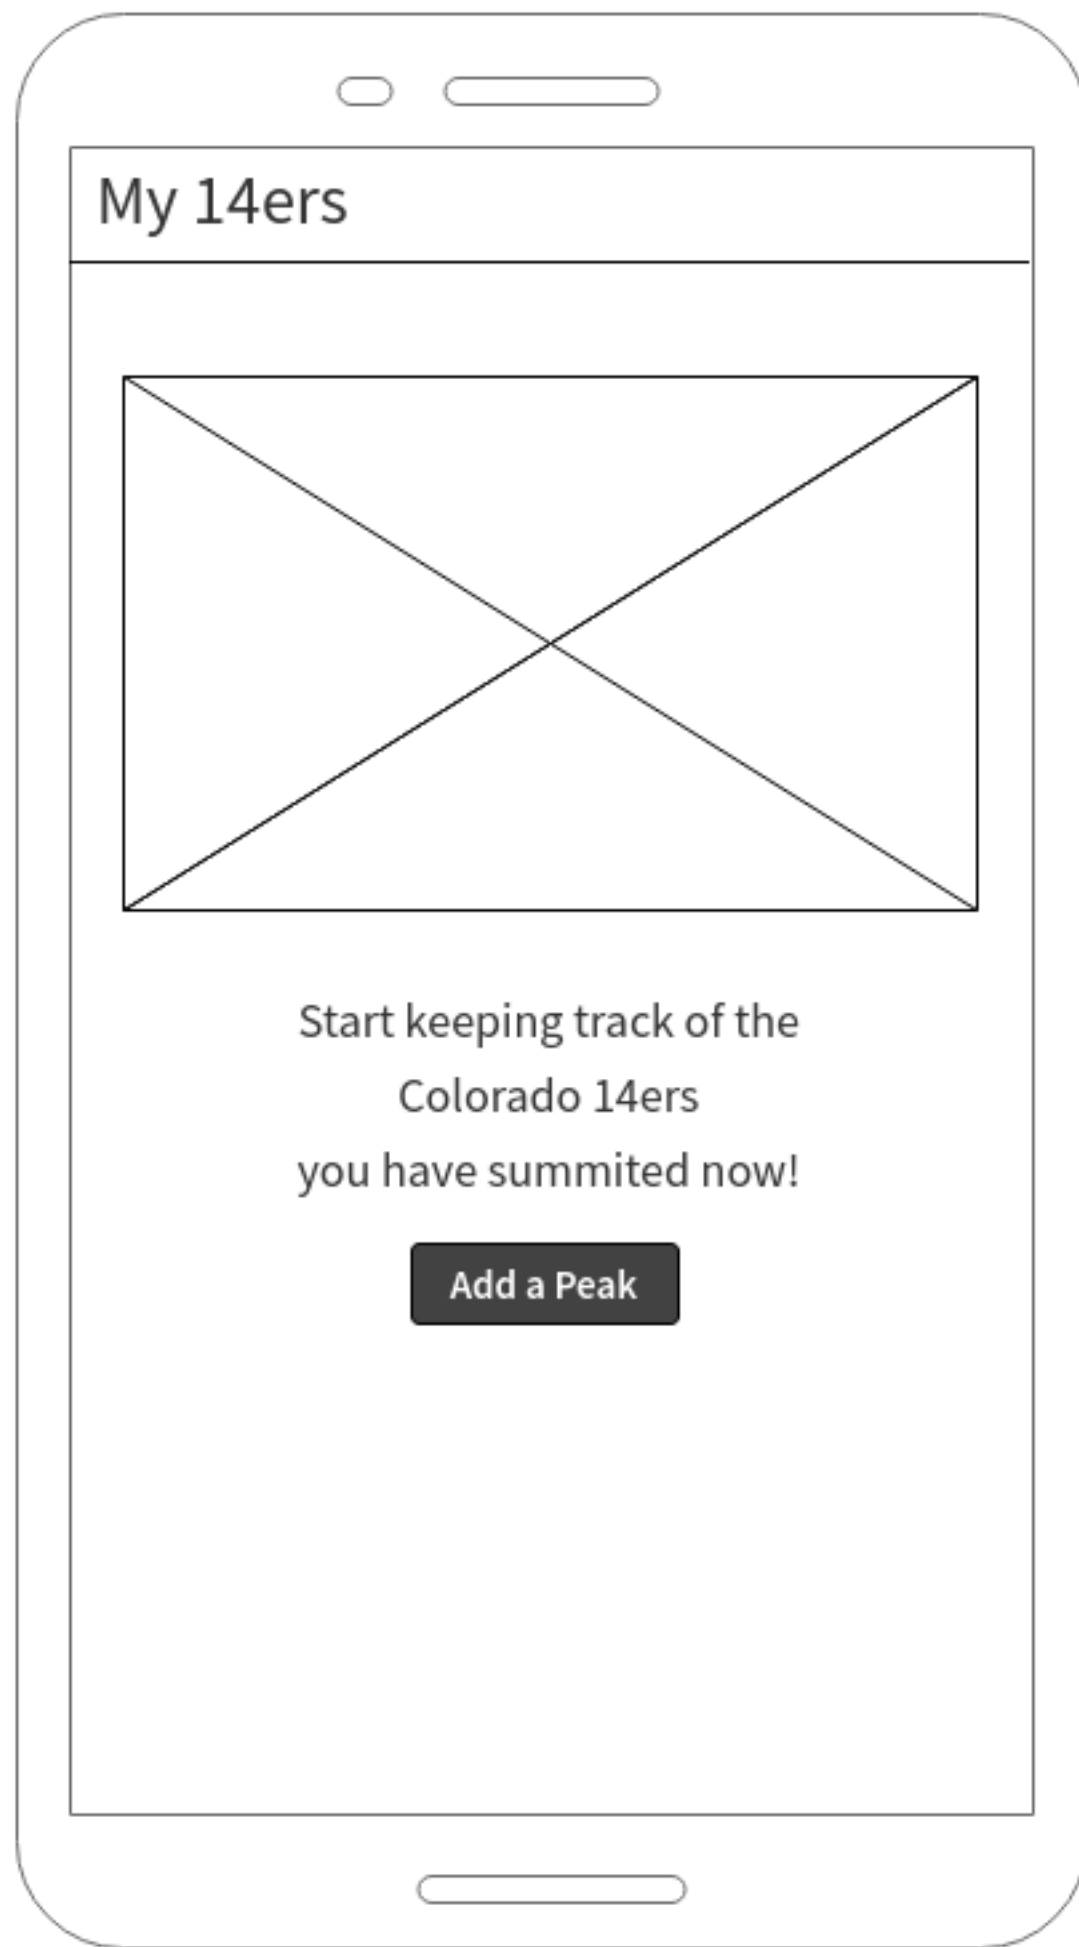 My 14ers
Start keeping track of the
Colorado 14ers
you have summited now!
Add a Peak